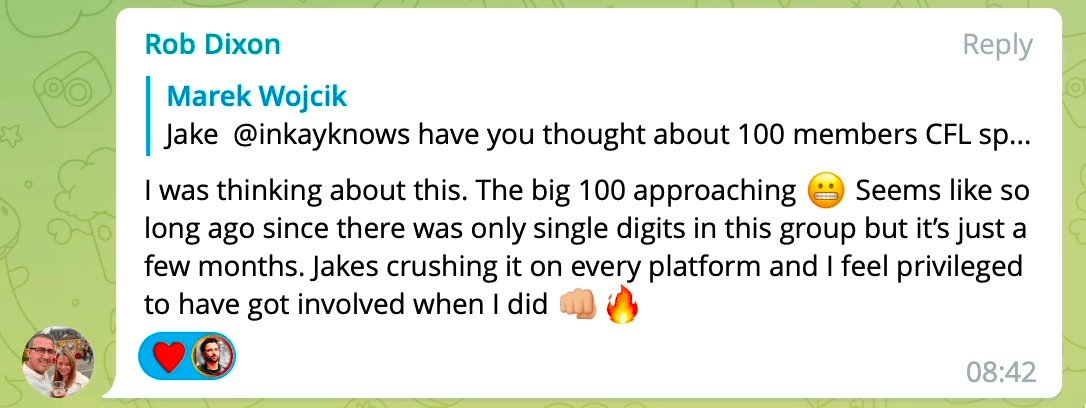 Rob Dixon
Reply
Marek Wojcik
Jake @inkayknows have you thought about 100 members CFL sp...
I was thinking about this. The big 100 approaching 😬 Seems like so
long ago since there was only single digits in this group but it’s just a
few months. Jakes crushing it on every platform and I feel privileged
to have got involved when I did 👊🏼🔥
08:42